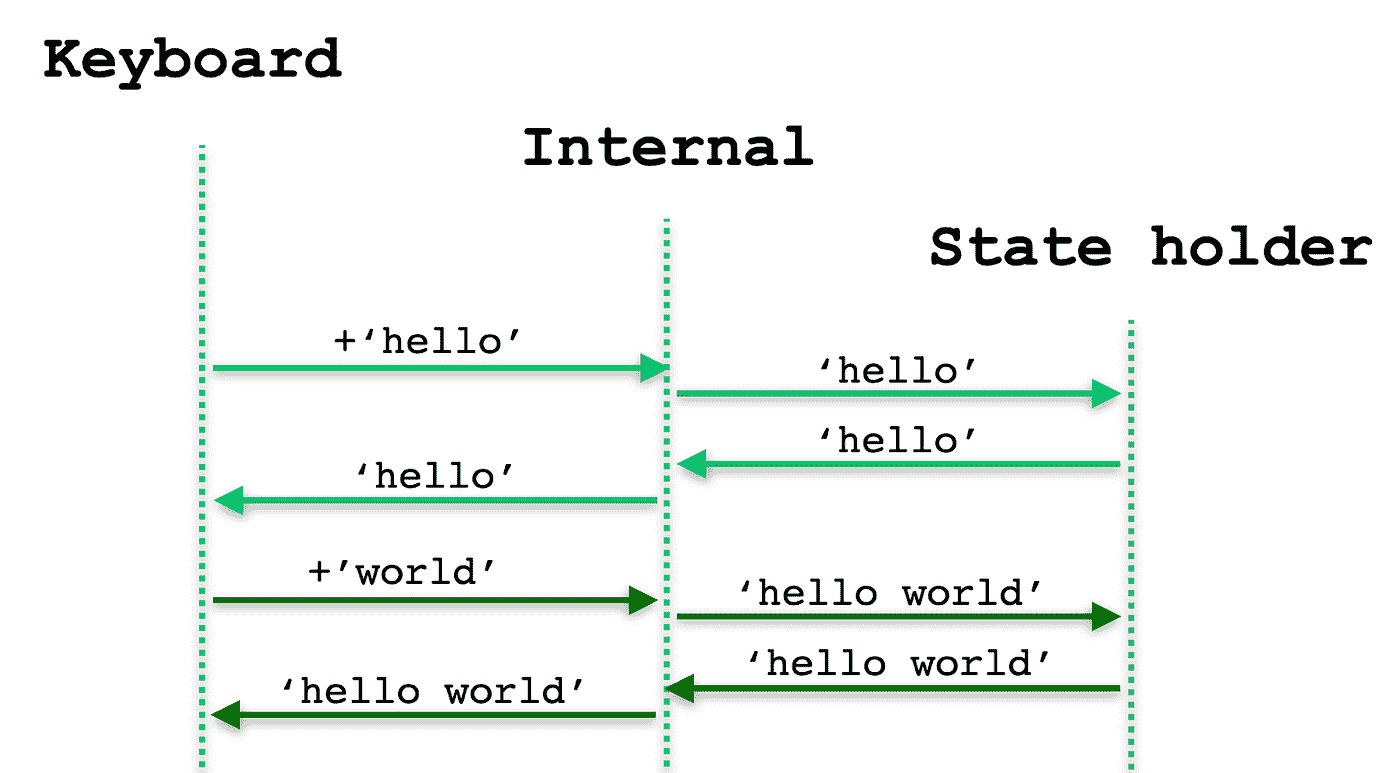 Keyboard
Internal
State holder
+‘hello’
‘hello’
‘hello’
‘hello’
+’world’
‘hello world’
‘hello world’
‘hello world’